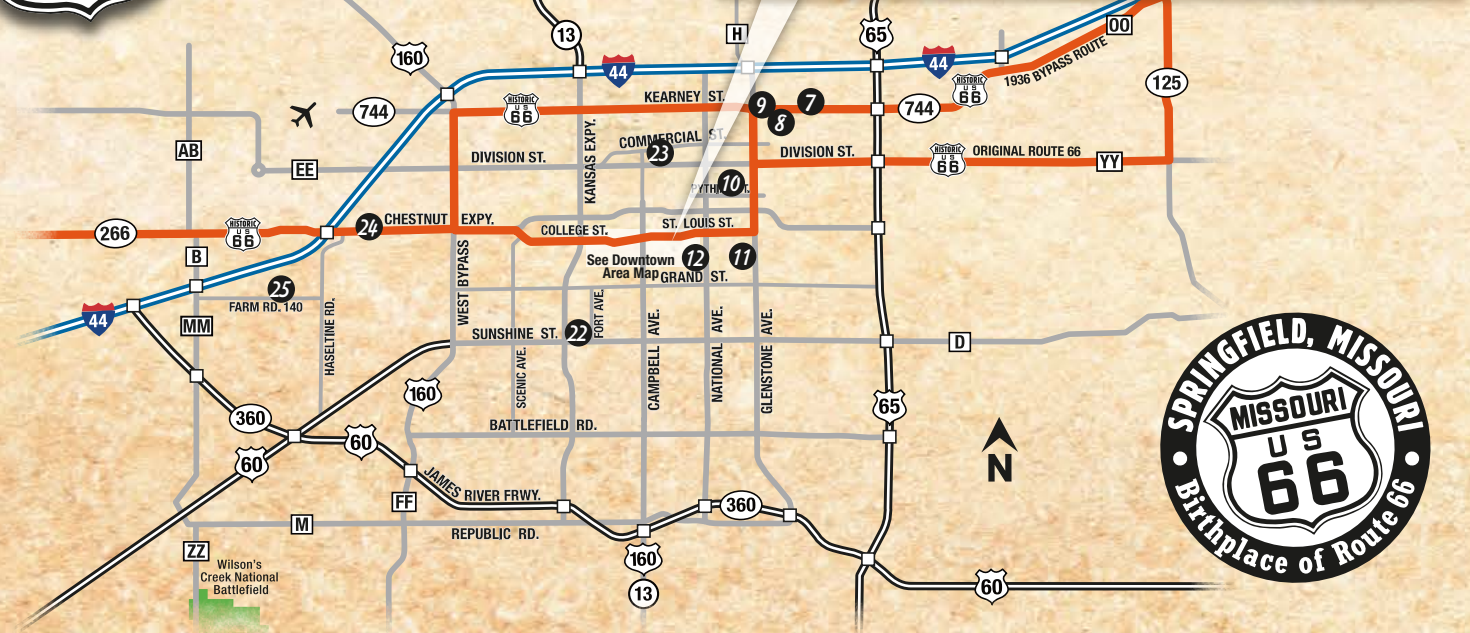 OO
13
H
65
160
44
44
1936 BYPASS ROUTE
HISTORIC
US
66
125
KEARNEY ST.
9
7
744
HISTORIC
US
66
744
8
COMMERCIAL ST.
KANSAS EXPY.
AB
DIVISION ST.
23
DIVISION ST.
HISTORIC
US
66
ORIGINAL ROUTE 66
YY
EE
10
266
HISTORIC
US
66
24
CHESTNUT EXPY.
COLLEGE ST.
ST. LOUIS ST.
B
See Downtown
Area Map
12
11
GRAND ST.
WEST BYPASS
25
FARM RD. 140
44
MM
HASELTINE RD.
SUNSHINE ST.
22
FORT AVE.
SCENIC AVE.
CAMPBELL AVE.
NATIONAL AVE.
GLENSTONE AVE.
D
160
65
360
60
60
BATTLEFIELD RD.
N
JAMES RIVER FRWY.
FF
360
M
REPUBLIC RD.
ZZ
160
13
60
Wilson's
Creek National
Battlefield
SPRINGFIELD, MISSOURI
MISSOURI
US
66
Birthplace of Route 66